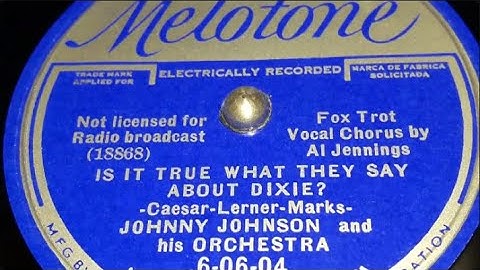 Melotone
TRADE MARK
APPLIED FOR
ELECTRICALLY RECORDED
MARCA DE FABRICA
SOLICITADA
Not licensed for
Radio broadcast
(18868)
Fox Trot
Vocal Chorus by
Al Jennings
IS IT TRUE WHAT THEY SAY
ABOUT DIXIE?
-Caesar-Lerner-Marks-
JOHNNY JOHNSON and
his ORCHESTRA
6-06-04
MFG. B